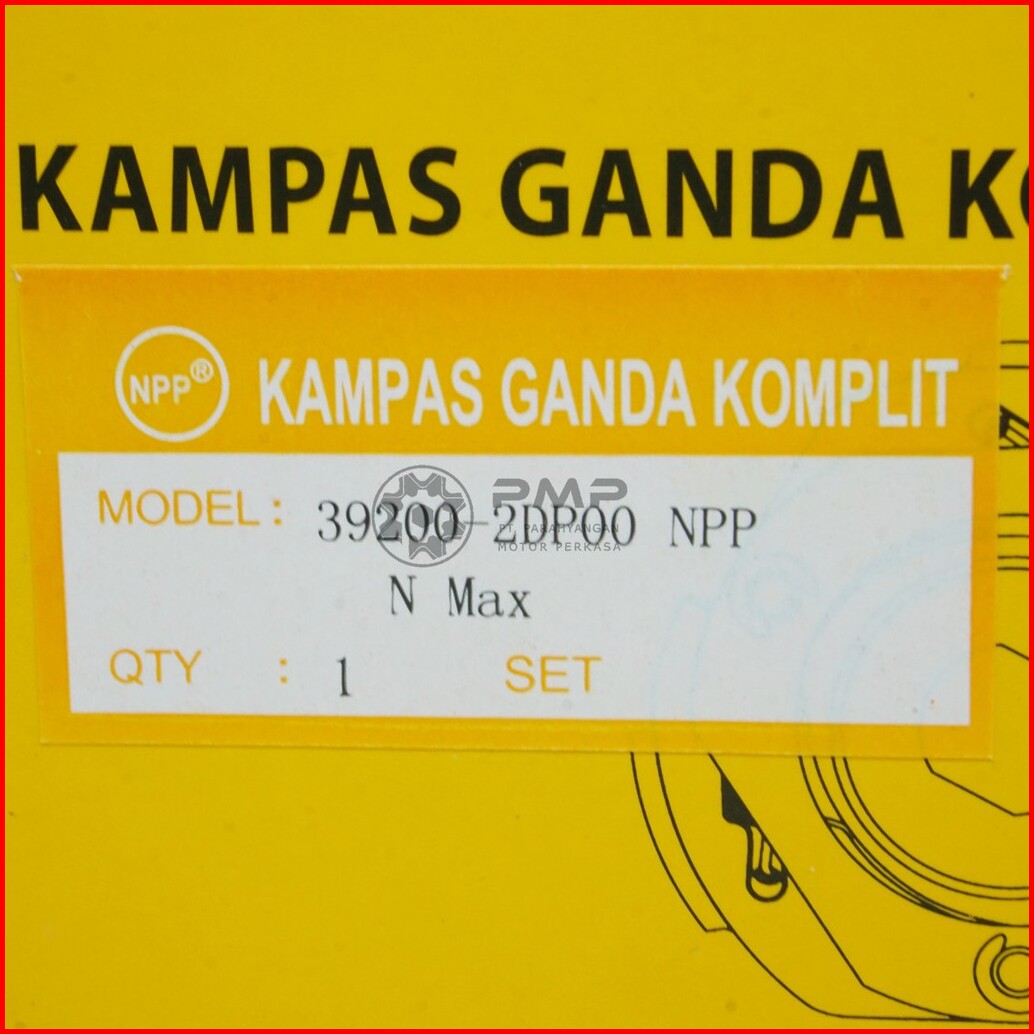 KAMPAS GANDA KO
NPP® KAMPAS GANDA KOMPLIT
MODEL : 39200-2DP00 NPP
PMP
PT. PARAHYANGAN
MOTOR PERKASA
N Max
QTY : 1 SET